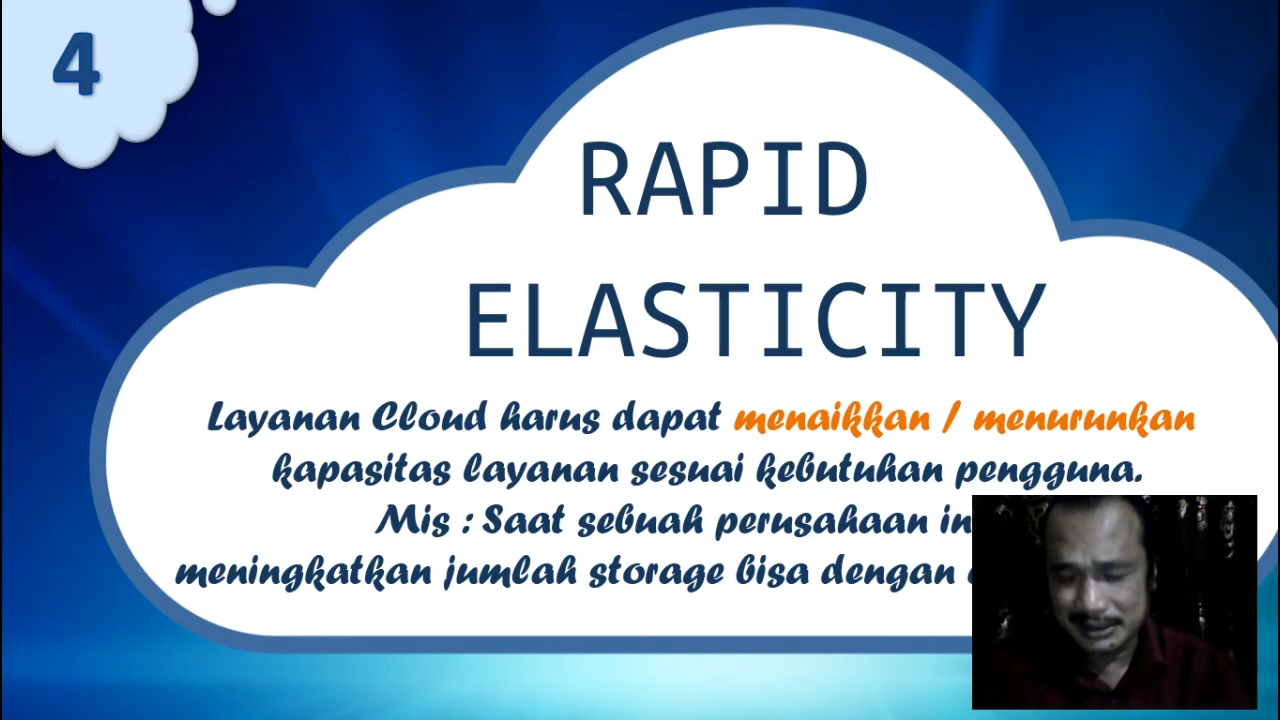 4
RAPID
ELASTICITY
Layanan Cloud harus dapat menaikkan / menurunkan
kapasitas layanan sesuai kebutuhan pengguna.
Mis : Saat sebuah perusahaan
meningkatkan jumlah storage bisa dengan